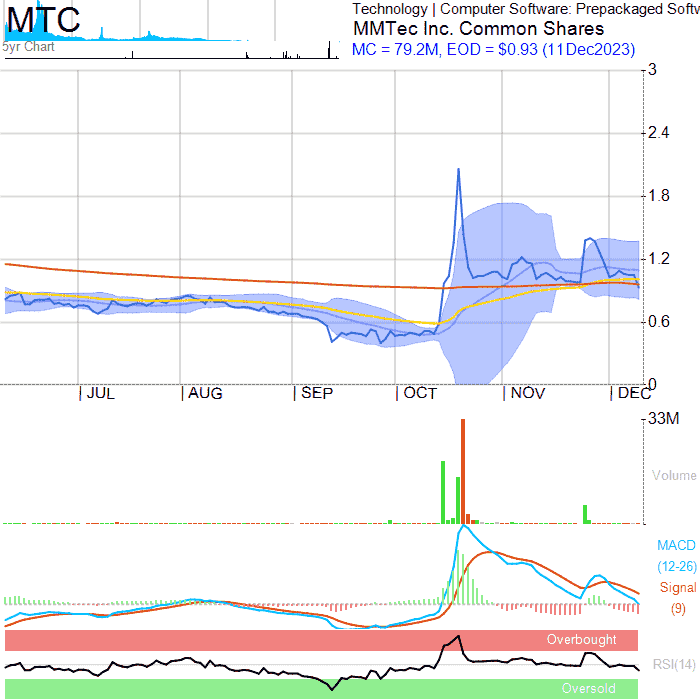 MTC
5yr Chart
Technology | Computer Software: Prepackaged Softw
MMTec Inc. Common Shares
MC = 79.2M, EOD = $0.93 (11Dec2023)
3
2.4
1.8
1.2
0.6
0
JUL
AUG
SEP
OCT
NOV
DEC
33M
Volume
MACD
(12-26)
Signal
(9)
Overbought
RSI(14)
Oversold